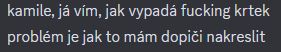 kamile, já vím, jak vypadá fucking krtek
problém je jak to mám dopiči nakreslit